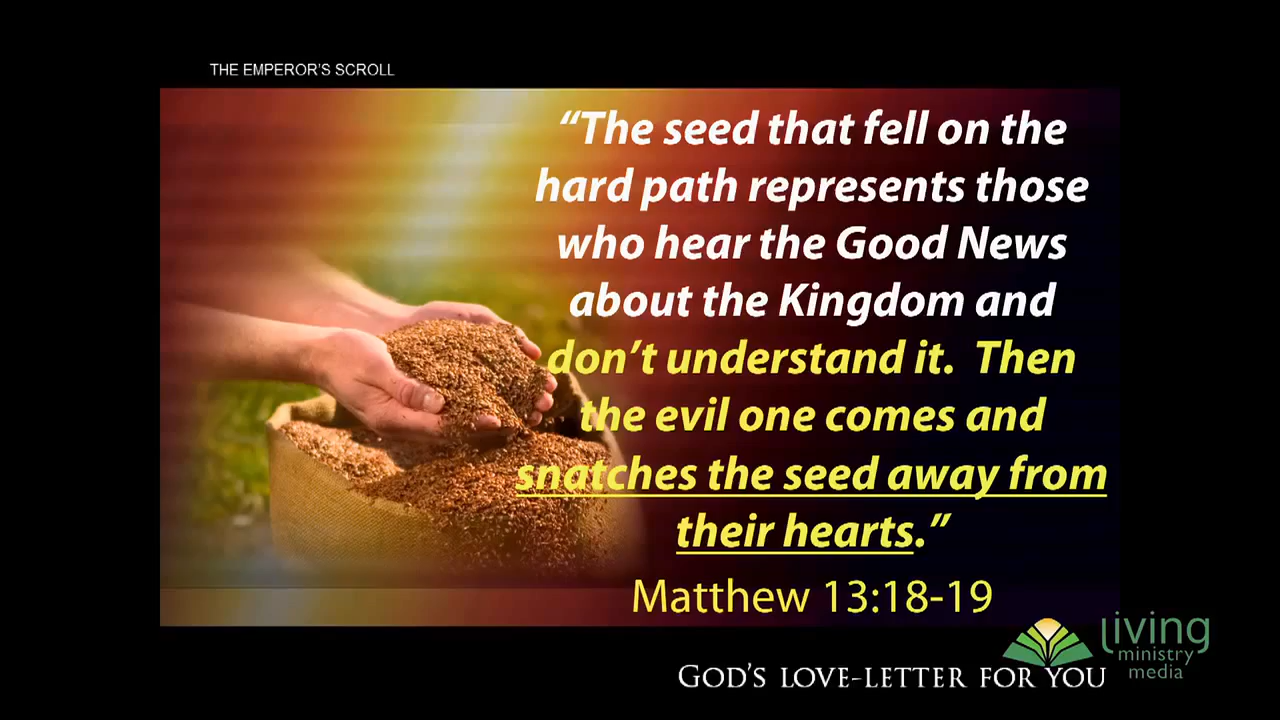 THE EMPEROR'S SCROLL
“The seed that fell on the
hard path represents those
who hear the Good News
about the Kingdom and
don’t understand it.  Then
the evil one comes and
snatches the seed away from
their hearts.”
Matthew 13:18-19
living
ministry
media
GOD'S LOVE-LETTER FOR YOU